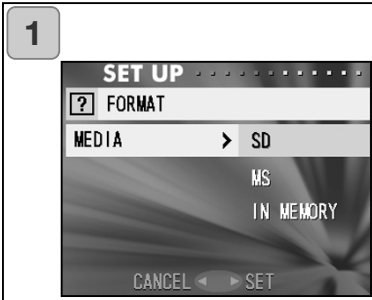 1
SET UP
? FORMAT
MEDIA > SD
MS
IN MEMORY
CANCEL ◄ ► SET